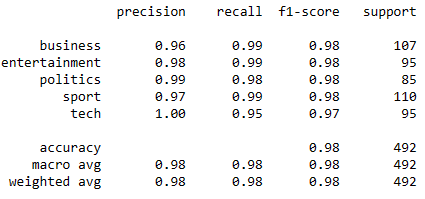 precision recall f1-score support
business 0.96 0.99 0.98 107
entertainment 0.98 0.99 0.98 95
politics 0.99 0.98 0.98 85
sport 0.97 0.99 0.98 110
tech 1.00 0.95 0.97 95
accuracy 0.98 492
macro avg 0.98 0.98 0.98 492
weighted avg 0.98 0.98 0.98 492